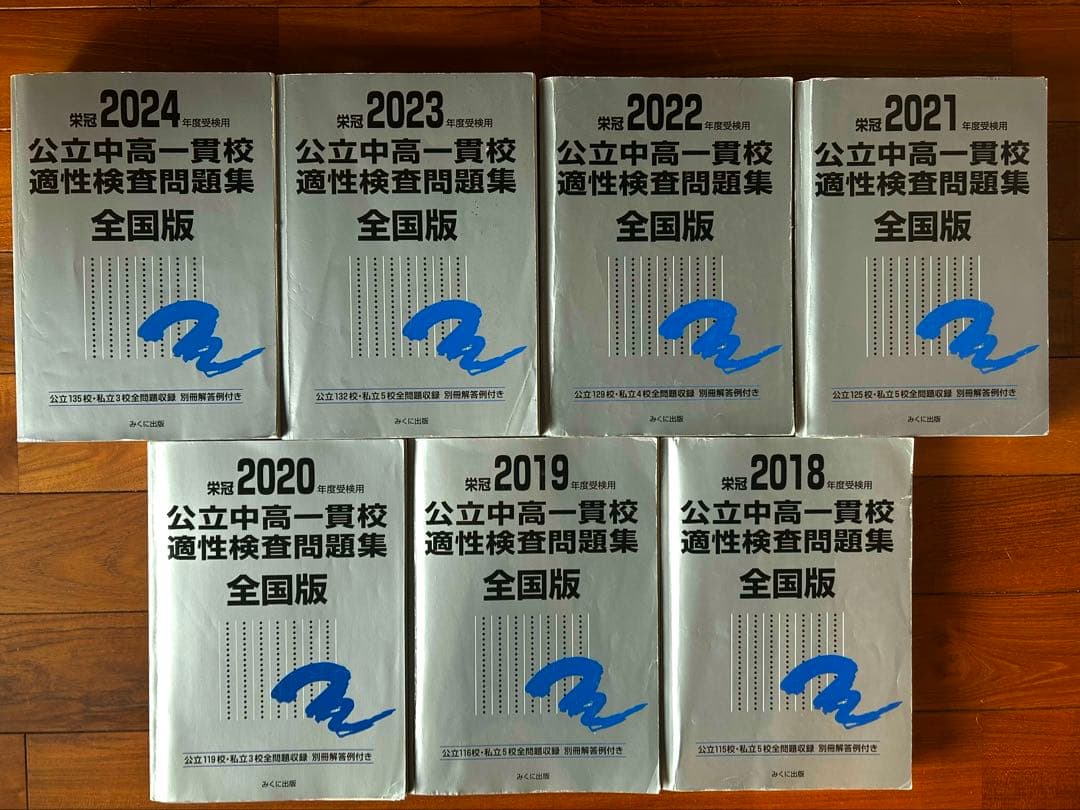 栄冠 2024 年度受検用
公立中高一貫校
適性検査問題集
全国版
公立135校・私立3校全問題収録 別冊解答例付き
みくに出版
栄冠 2023 年度受検用
公立中高一貫校
適性検査問題集
全国版
公立132校・私立5校全問題収録 別冊解答例付き
みくに出版
栄冠 2022 年度受検用
公立中高一貫校
適性検査問題集
全国版
公立129校・私立4校全問題収録 別冊解答例付き
みくに出版
栄冠 2021 年度受検用
公立中高一貫校
適性検査問題集
全国版
公立125校・私立5校全問題収録 別冊解答例付き
みくに出版
栄冠 2020 年度受検用
公立中高一貫校
適性検査問題集
全国版
公立119校・私立3校全問題収録 別冊解答例付き
みくに出版
栄冠 2019 年度受検用
公立中高一貫校
適性検査問題集
全国版
公立116校・私立5校全問題収録 別冊解答例付き
みくに出版
栄冠 2018 年度受検用
公立中高一貫校
適性検査問題集
全国版
公立115校・私立5校全問題収録 別冊解答例付き
みくに出版